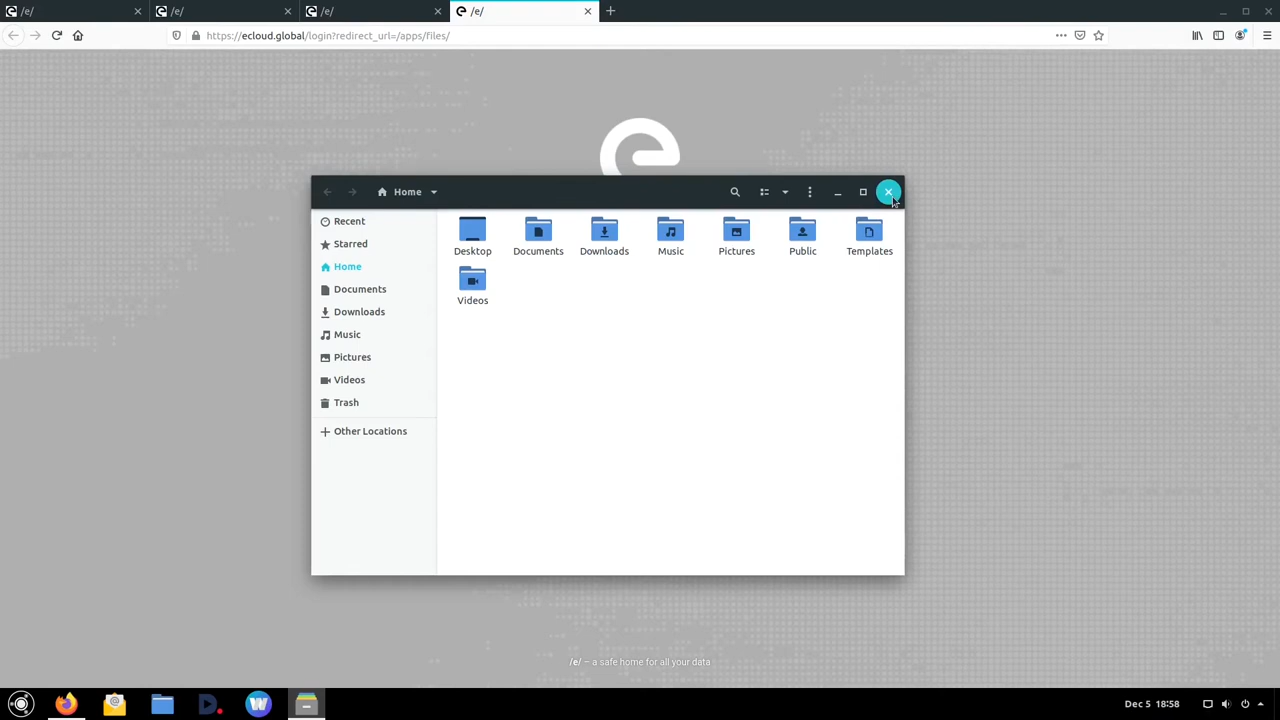 /e/
/e/
/e/
/e/
https://ecloud.global/login?redirect_url=/apps/files/
Home
Recent
Starred
Home
Documents
Downloads
Music
Pictures
Videos
Trash
Other Locations
Desktop
Documents
Downloads
Music
Pictures
Public
Templates
Videos
/e/ – a safe home for all your data
Dec 5 18:58